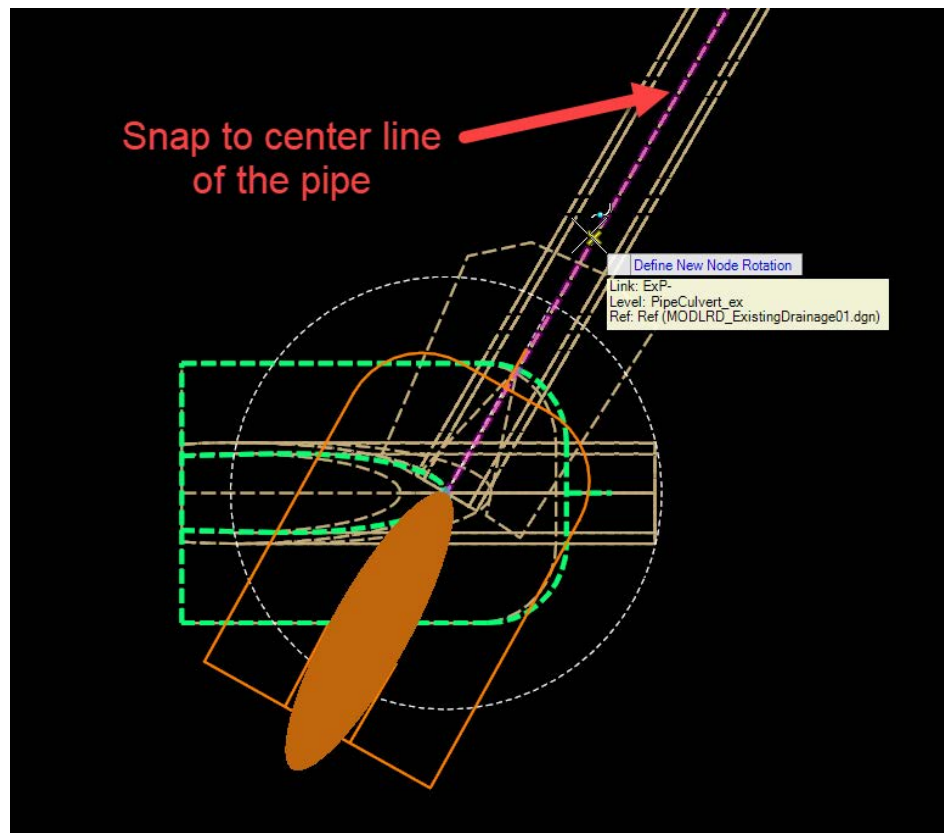 Snap to center line
of the pipe
Define New Node Rotation
Link: ExP-
Level: PipeCulvert_ex
Ref: Ref (MODLRD_ExistingDrainage01.dgn)